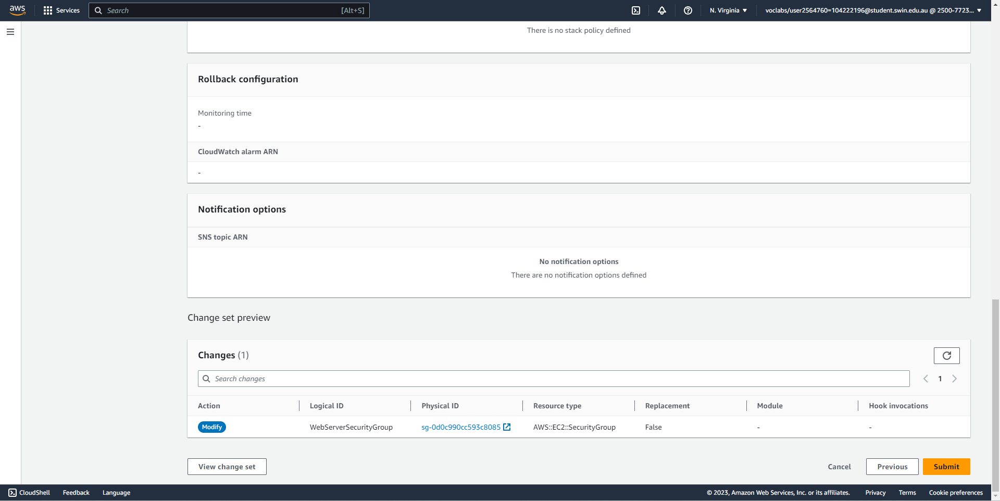 aws Services Search [Alt+S] N. Virginia voclabs/user2564760=104222196@student.swin.edu.au @ 2500-7723...
There is no stack policy defined
Rollback configuration
Monitoring time
-
CloudWatch alarm ARN
-
Notification options
SNS topic ARN
No notification options
There are no notification options defined
Change set preview
Changes (1)
Search changes 1
Action Logical ID Physical ID Resource type Replacement Module Hook invocations
Modify WebServerSecurityGroup sg-0d0c990cc593c8085 AWS::EC2::SecurityGroup False - -
View change set Cancel Previous Submit
CloudShell Feedback Language © 2023, Amazon Web Services, Inc. or its affiliates. Privacy Terms Cookie preferences